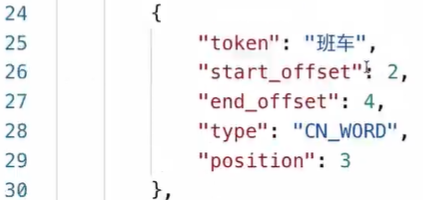 24 {
25 "token": "班车",
26 "start_offset": 2,
27 "end_offset": 4,
28 "type": "CN_WORD",
29 "position": 3
30 },